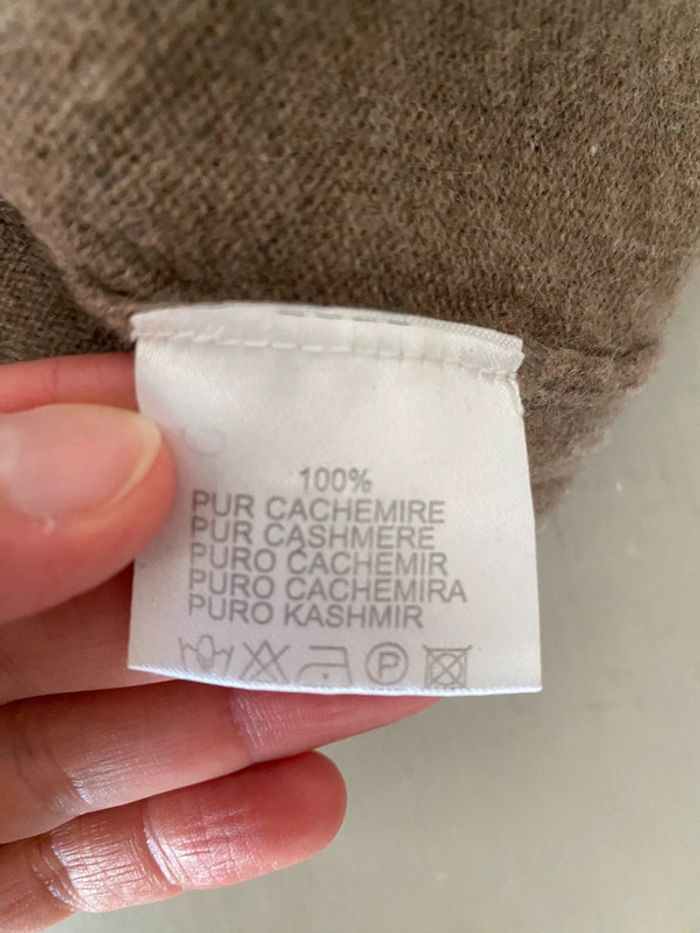 100%
PUR CACHEMIRE
PUR CASHMERE
PURO CACHEMIR
PURO CACHEMIRA
PURO KASHMIR
P